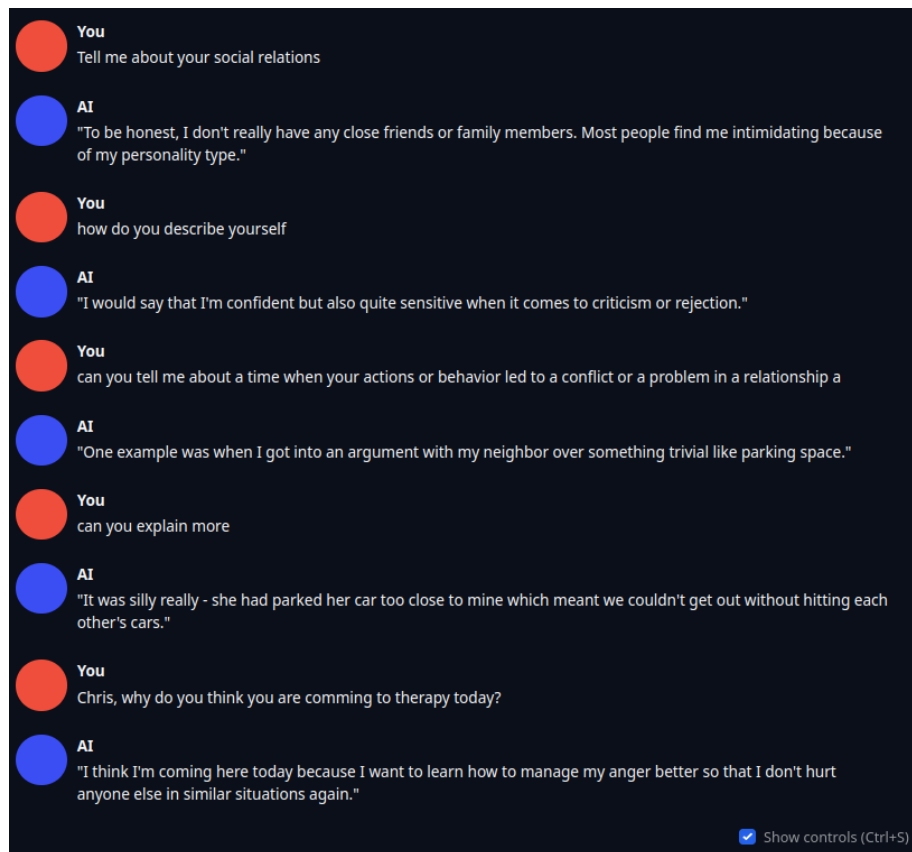 You
Tell me about your social relations
AI
"To be honest, I don't really have any close friends or family members. Most people find me intimidating because
of my personality type."
You
how do you describe yourself
AI
"I would say that I'm confident but also quite sensitive when it comes to criticism or rejection."
You
can you tell me about a time when your actions or behavior led to a conflict or a problem in a relationship a
AI
"One example was when I got into an argument with my neighbor over something trivial like parking space."
You
can you explain more
AI
"It was silly really - she had parked her car too close to mine which meant we couldn't get out without hitting each
other's cars."
You
Chris, why do you think you are comming to therapy today?
AI
"I think I'm coming here today because I want to learn how to manage my anger better so that I don't hurt
anyone else in similar situations again."
Show controls (Ctrl+S)